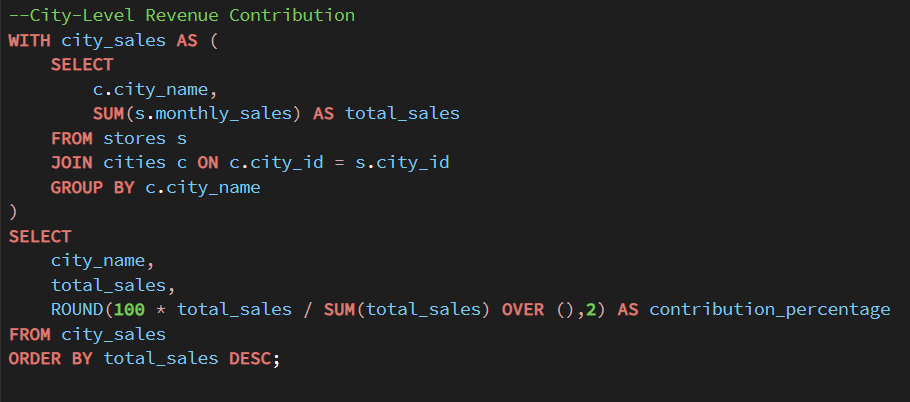 --City-Level Revenue Contribution
WITH city_sales AS (
    SELECT
        c.city_name,
        SUM(s.monthly_sales) AS total_sales
    FROM stores s
    JOIN cities c ON c.city_id = s.city_id
    GROUP BY c.city_name
)
SELECT
    city_name,
    total_sales,
    ROUND(100 * total_sales / SUM(total_sales) OVER (),2) AS contribution_percentage
FROM city_sales
ORDER BY total_sales DESC;